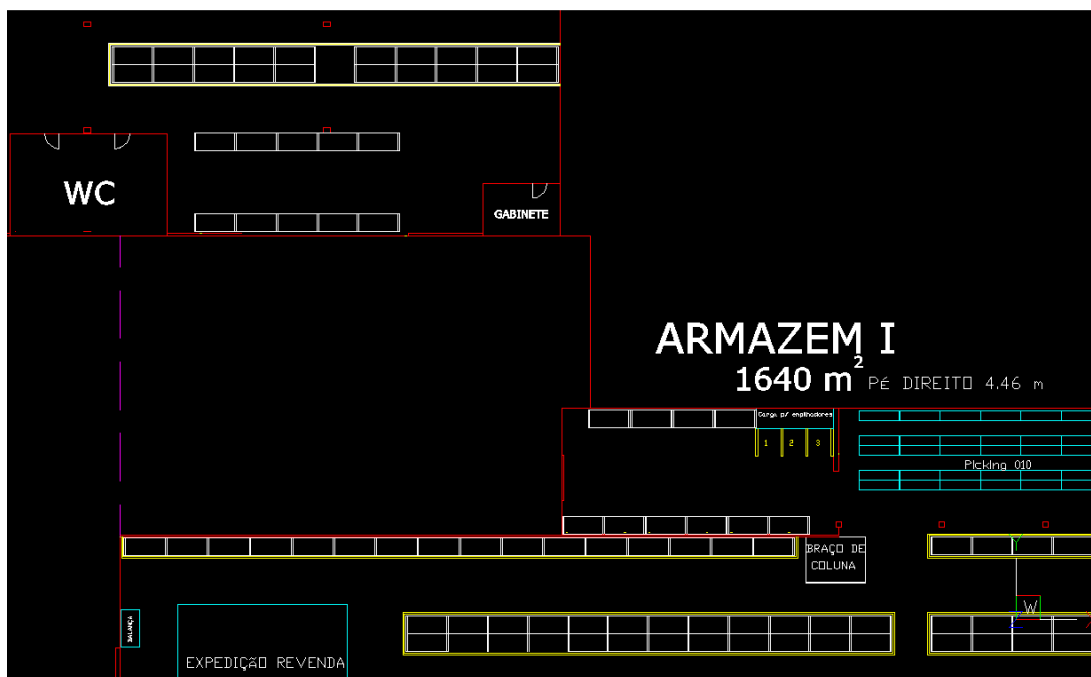 WC
GABINETE
ARMAZEM I
1640 m²
PÉ DIREITO 4.46 m
Carga p/ empilhadores
1 2 3
Picking 010
BRAÇO DE
COLUNA
Y
W
BALANÇA
EXPEDIÇÃO REVENDA